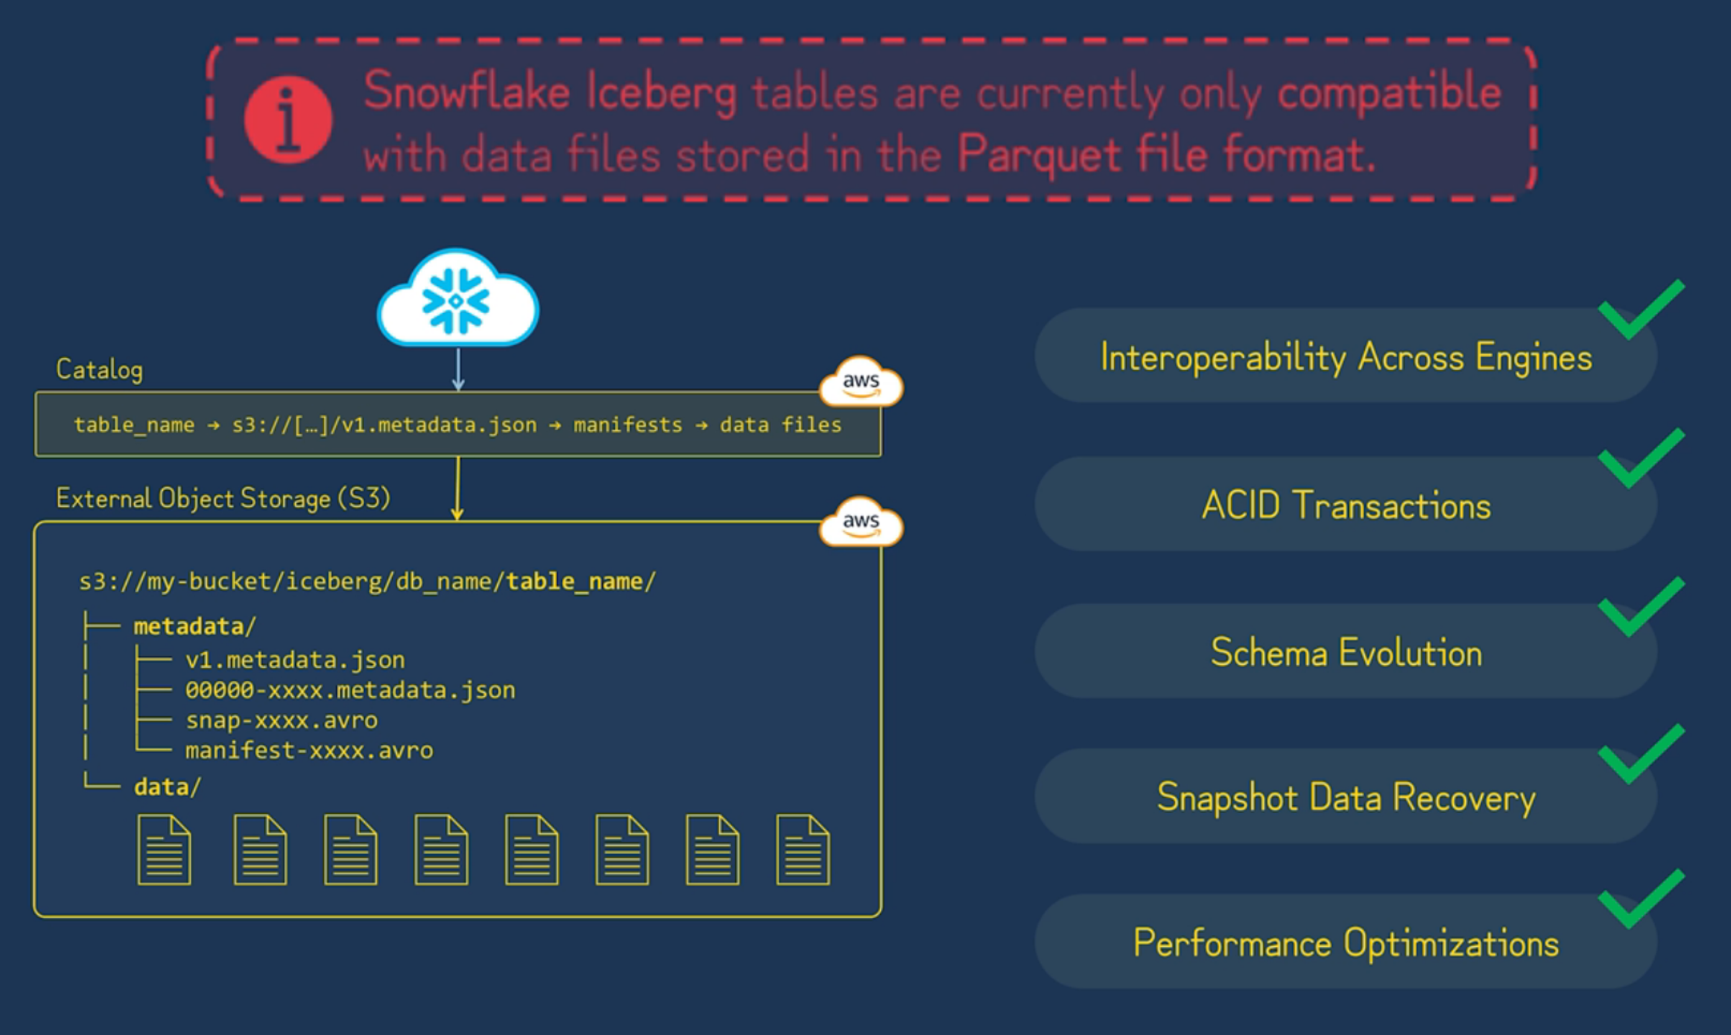 Snowflake Iceberg tables are currently only compatible
with data files stored in the Parquet file format.
Catalog
aws
table_name → s3://[…]/v1.metadata.json → manifests → data files
External Object Storage (S3)
aws
s3://my-bucket/iceberg/db_name/table_name/
metadata/
v1.metadata.json
00000-xxxx.metadata.json
snap-xxxx.avro
manifest-xxxx.avro
data/
Interoperability Across Engines
ACID Transactions
Schema Evolution
Snapshot Data Recovery
Performance Optimizations